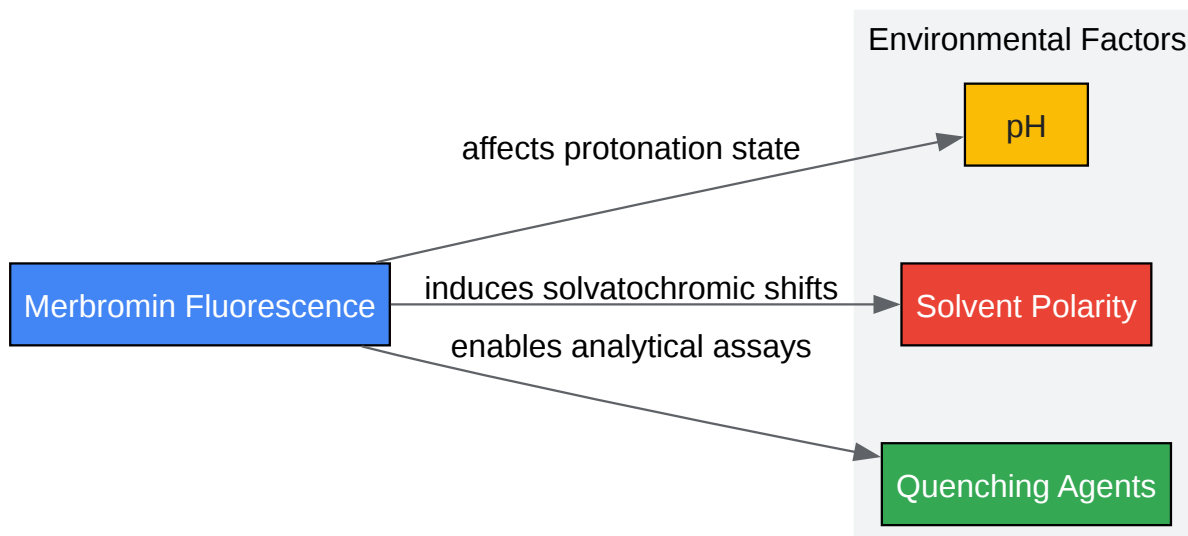 Environmental Factors
pH
affects protonation state
Merbromin Fluorescence
induces solvatochromic shifts
Solvent Polarity
enables analytical assays
Quenching Agents